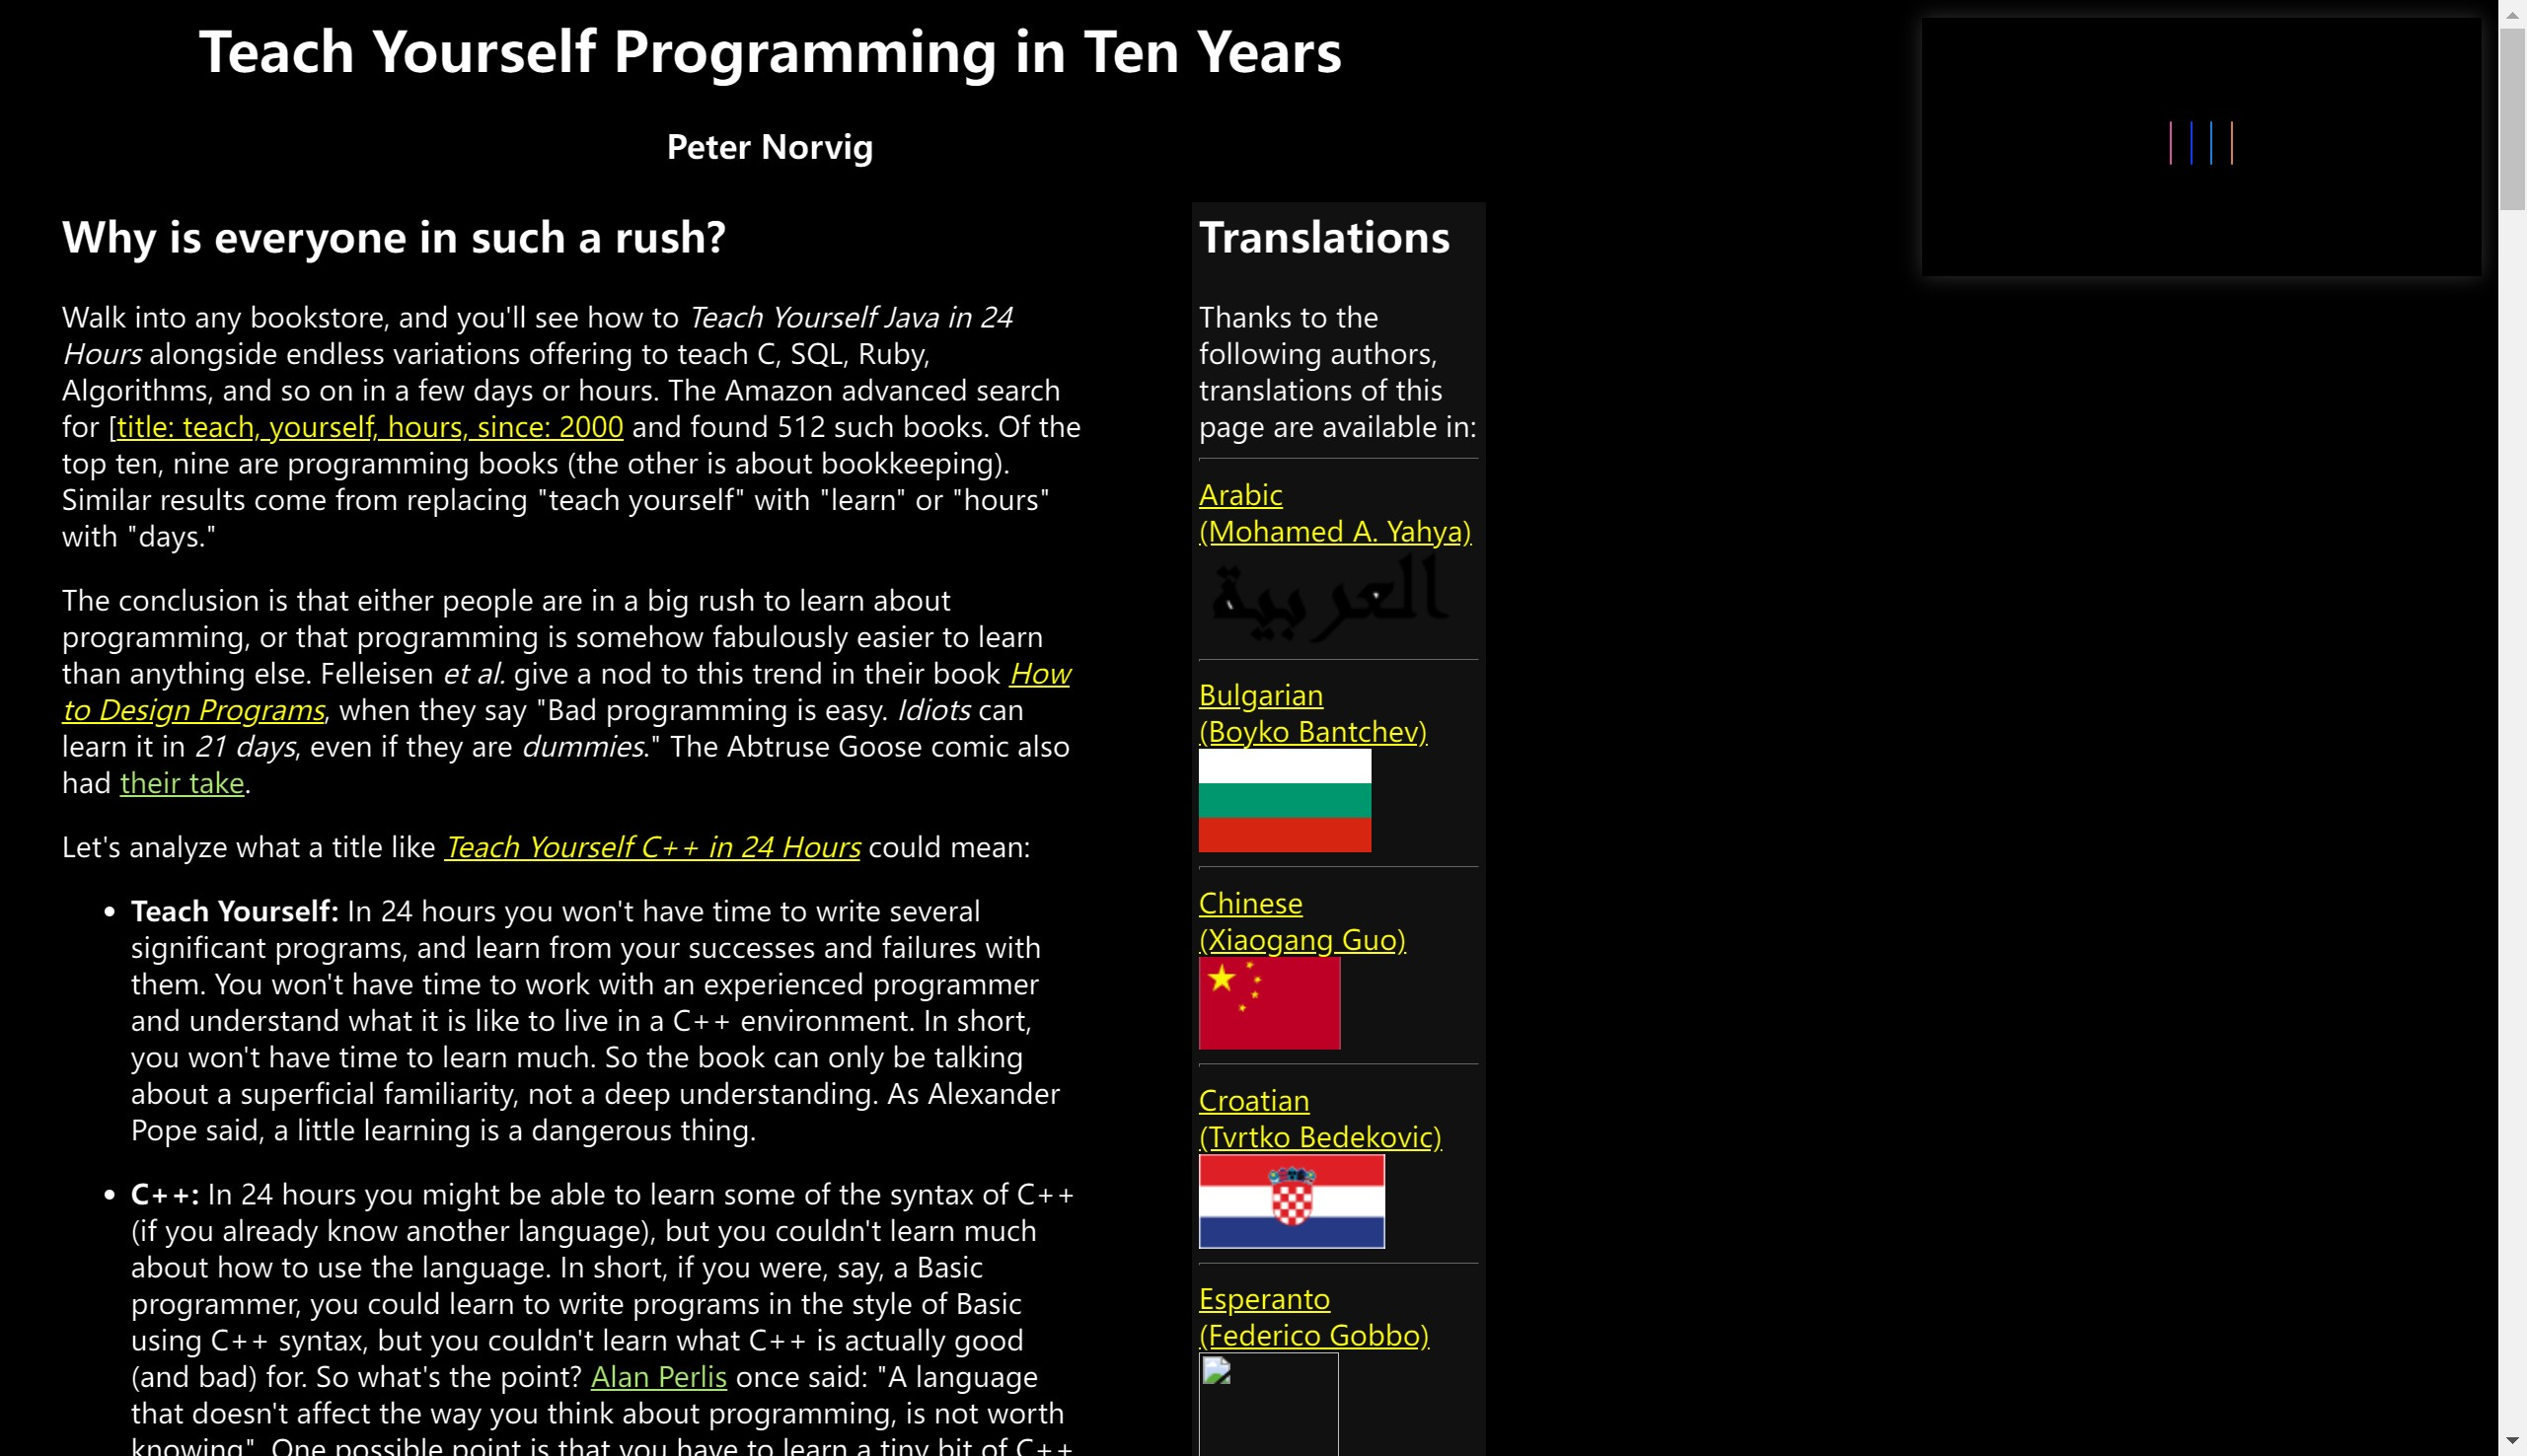 Teach Yourself Programming in Ten Years
Peter Norvig
Why is everyone in such a rush?
Walk into any bookstore, and you'll see how to Teach Yourself Java in 24
Hours alongside endless variations offering to teach C, SQL, Ruby,
Algorithms, and so on in a few days or hours. The Amazon advanced search
for [title: teach, yourself, hours, since: 2000 and found 512 such books. Of the
top ten, nine are programming books (the other is about bookkeeping).
Similar results come from replacing "teach yourself" with "learn" or "hours"
with "days."
The conclusion is that either people are in a big rush to learn about
programming, or that programming is somehow fabulously easier to learn
than anything else. Felleisen et al. give a nod to this trend in their book How
to Design Programs, when they say "Bad programming is easy. Idiots can
learn it in 21 days, even if they are dummies." The Abtruse Goose comic also
had their take.
Let's analyze what a title like Teach Yourself C++ in 24 Hours could mean:
• Teach Yourself: In 24 hours you won't have time to write several
significant programs, and learn from your successes and failures with
them. You won't have time to work with an experienced programmer
and understand what it is like to live in a C++ environment. In short,
you won't have time to learn much. So the book can only be talking
about a superficial familiarity, not a deep understanding. As Alexander
Pope said, a little learning is a dangerous thing.
• C++: In 24 hours you might be able to learn some of the syntax of C++
(if you already know another language), but you couldn't learn much
about how to use the language. In short, if you were, say, a Basic
programmer, you could learn to write programs in the style of Basic
using C++ syntax, but you couldn't learn what C++ is actually good
(and bad) for. So what's the point? Alan Perlis once said: "A language
that doesn't affect the way you think about programming, is not worth
knowing". One possible point is that you have to learn a tiny bit of C++
Translations
Thanks to the
following authors,
translations of this
page are available in:
Arabic
(Mohamed A. Yahya)
العربية
Bulgarian
(Boyko Bantchev)
Chinese
(Xiaogang Guo)
Croatian
(Tvrtko Bedekovic)
Esperanto
(Federico Gobbo)